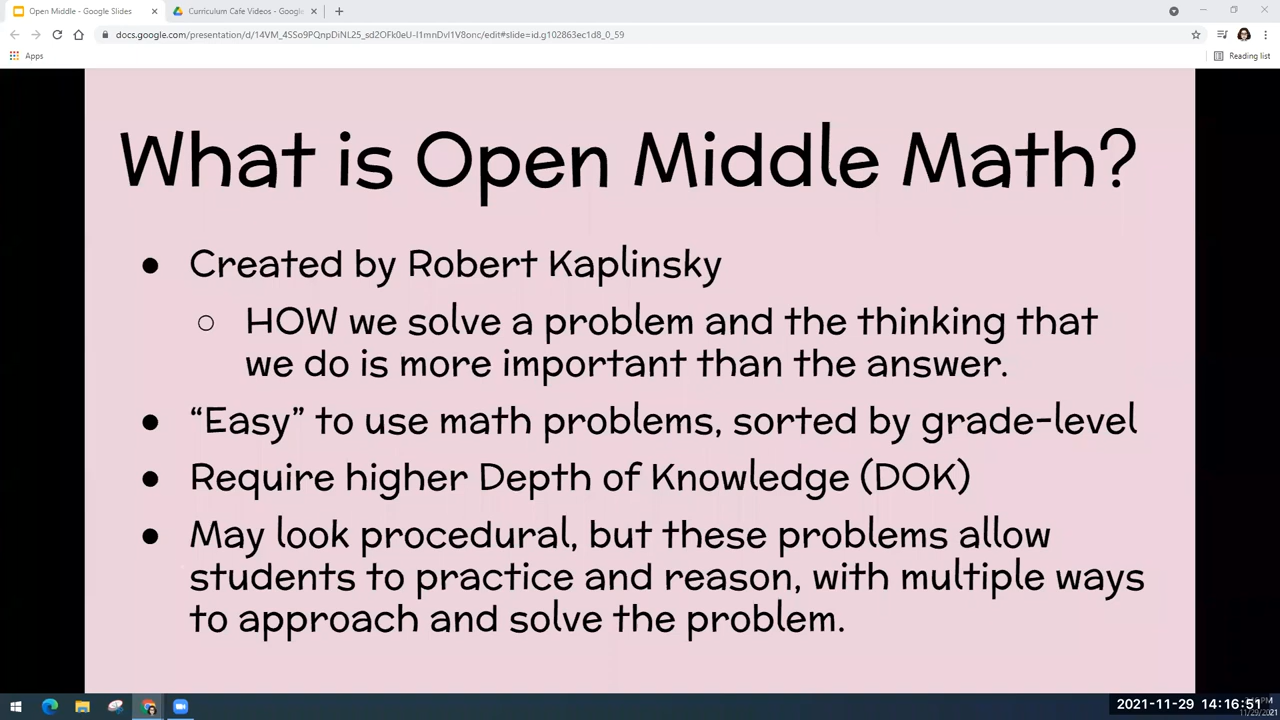 Open Middle - Google Slides
Curriculum Cafe Videos - Google
docs.google.com/presentation/d/14VM_4SSo9PQnpDiNL25_sd2OFk0eU-l1mnDvl1V8onc/edit#slide=id.g102863ec1d8_0_59
Apps
Reading list
What is Open Middle Math?
● Created by Robert Kaplinsky
○ HOW we solve a problem and the thinking that
we do is more important than the answer.
● “Easy” to use math problems, sorted by grade-level
● Require higher Depth of Knowledge (DOK)
● May look procedural, but these problems allow
students to practice and reason, with multiple ways
to approach and solve the problem.
2021-11-29 14:16:51